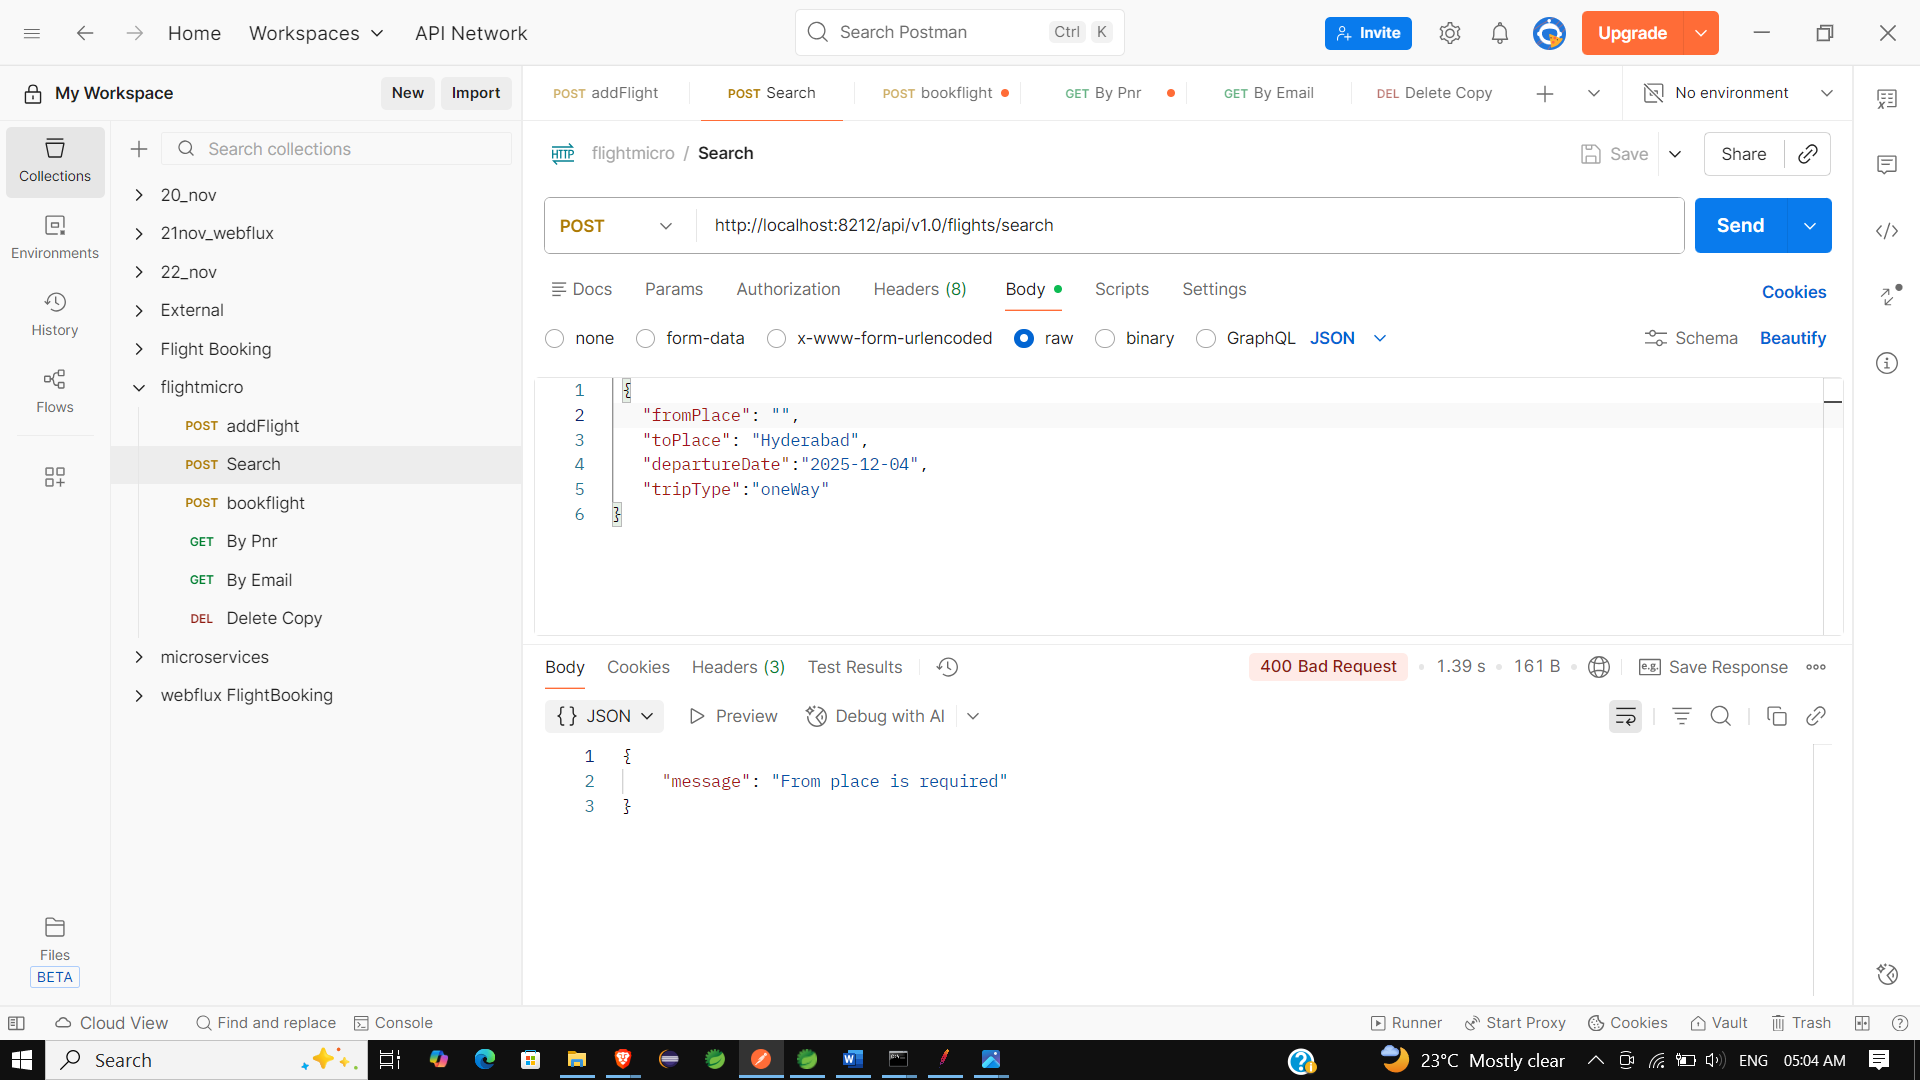 Home
Workspaces
API Network
Search Postman
Ctrl K
Invite
Upgrade
My Workspace
New
Import
POST addFlight
POST Search
POST bookflight
GET By Pnr
GET By Email
DEL Delete Copy
No environment
Collections
Environments
History
Flows
Files
BETA
Search collections
20_nov
21nov_webflux
22_nov
External
Flight Booking
flightmicro
POST addFlight
POST Search
POST bookflight
GET By Pnr
GET By Email
DEL Delete Copy
microservices
webflux FlightBooking
HTTP flightmicro / Search
Save
Share
POST
http://localhost:8212/api/v1.0/flights/search
Send
Docs
Params
Authorization
Headers (8)
Body
Scripts
Settings
Cookies
none
form-data
x-www-form-urlencoded
raw
binary
GraphQL
JSON
Schema
Beautify
1 {
2 "fromPlace": "",
3 "toPlace": "Hyderabad",
4 "departureDate":"2025-12-04",
5 "tripType":"oneWay"
6 }
Body
Cookies
Headers (3)
Test Results
400 Bad Request
1.39 s
161 B
e.g. Save Response
{} JSON
Preview
Debug with AI
1 {
2 "message": "From place is required"
3 }
Cloud View
Find and replace
Console
Runner
Start Proxy
Cookies
Vault
Trash
Search
23°C Mostly clear
ENG
05:04 AM